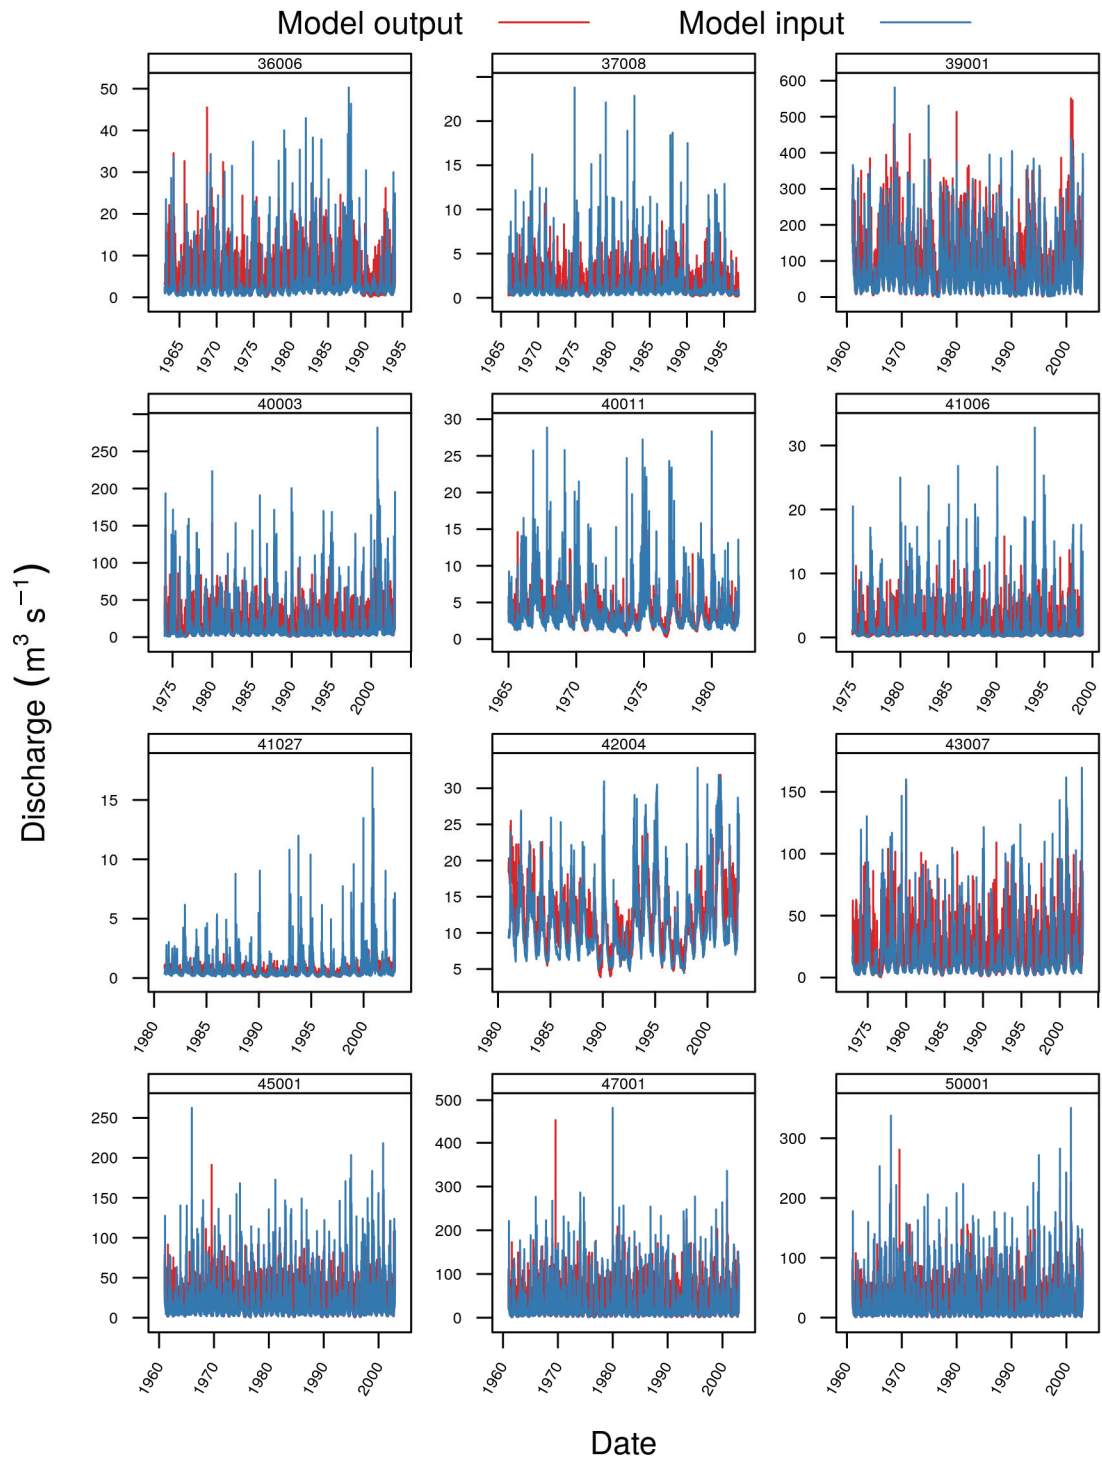 Model output Model input
36006 37008 39001
50 40 30 20 10 0
20 15 10 5 0
600 500 400 300 200 100 0
1965 1970 1975 1980 1985 1990 1995
1965 1970 1975 1980 1985 1990 1995
1960 1970 1980 1990 2000
40003 40011 41006
250 200 150 100 50 0
30 25 20 15 10 5 0
30 20 10 0
1975 1980 1985 1990 1995 2000
1965 1970 1975 1980
1975 1980 1985 1990 1995 2000
Discharge (m³ s⁻¹)
41027 42004 43007
15 10 5 0
30 25 20 15 10 5
150 100 50 0
1980 1985 1990 1995 2000
1980 1985 1990 1995 2000
1975 1980 1985 1990 1995 2000
45001 47001 50001
250 200 150 100 50 0
500 400 300 200 100 0
300 200 100 0
1960 1970 1980 1990 2000
1960 1970 1980 1990 2000
1960 1970 1980 1990 2000
Date